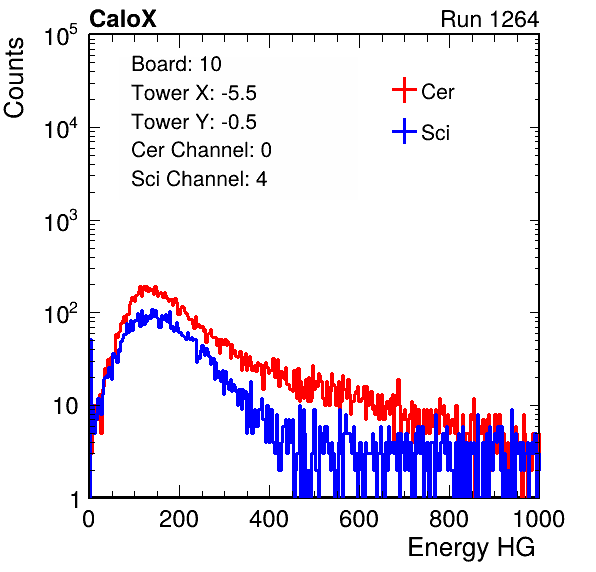 CaloX Run 1264
Counts
Board: 10
Tower X: -5.5
Tower Y: -0.5
Cer Channel: 0
Sci Channel: 4
Cer
Sci
10^5
10^4
10^3
10^2
10
1
0 200 400 600 800 1000
Energy HG